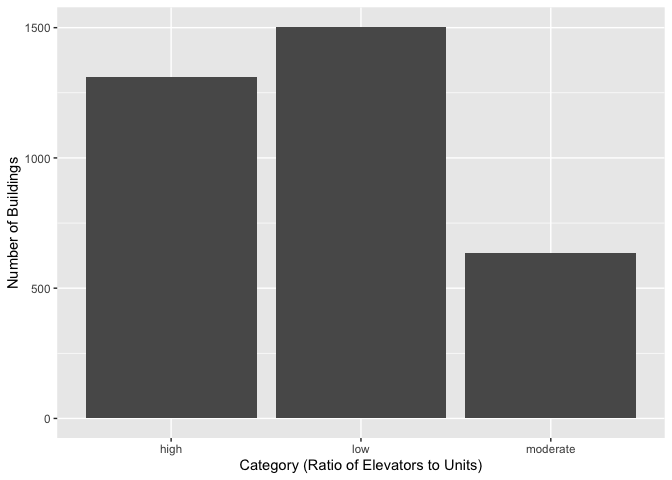 1500
1000
500
0
Number of Buildings
high
low
moderate
Category (Ratio of Elevators to Units)